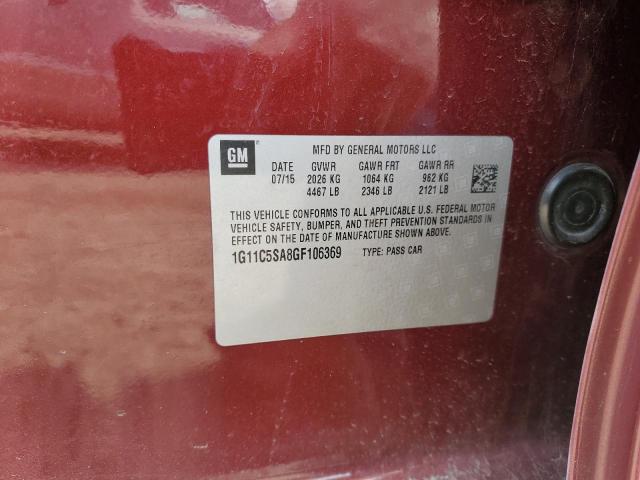 GM
MFD BY GENERAL MOTORS LLC
DATE GVWR GAWR FRT GAWR RR
07/15 2026 KG 1064 KG 962 KG
4467 LB 2346 LB 2121 LB
THIS VEHICLE CONFORMS TO ALL APPLICABLE U.S. FEDERAL MOTOR
VEHICLE SAFETY, BUMPER, AND THEFT PREVENTION STANDARDS IN
EFFECT ON THE DATE OF MANUFACTURE SHOWN ABOVE.
1G11C5SA8GF106369 TYPE: PASS CAR